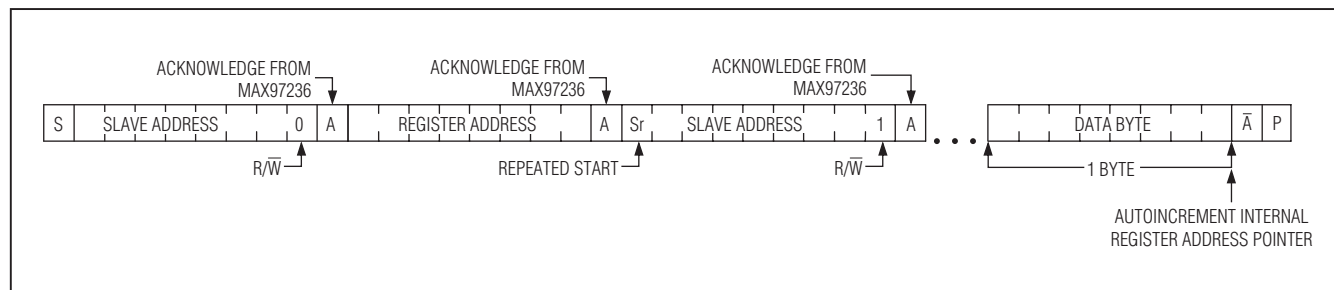 ACKNOWLEDGE FROM
MAX97236
ACKNOWLEDGE FROM
MAX97236
ACKNOWLEDGE FROM
MAX97236
S SLAVE ADDRESS 0 A REGISTER ADDRESS A Sr SLAVE ADDRESS 1 A ... DATA BYTE A̅ P
R/W̅ REPEATED START R/W̅ 1 BYTE
AUTOINCREMENT INTERNAL
REGISTER ADDRESS POINTER